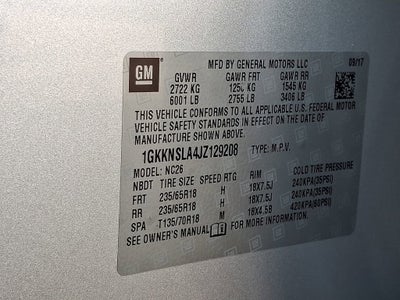 GM
MFD BY GENERAL MOTORS LLC 09/17
GVWR GAWR FRT GAWR RR
2722 KG 1250 KG 1545 KG
6001 LB 2755 LB 3406 LB
THIS VEHICLE CONFORMS TO ALL APPLICABLE U.S. FEDERAL MOTOR
VEHICLE SAFETY STANDARDS IN EFFECT ON THE DATE OF
MANUFACTURE SHOWN ABOVE.
1GKKNSLA4JZ129208 TYPE: M.P.V.
MODEL: NC26
NBDT TIRE SIZE SPEED RTG RIM COLD TIRE PRESSURE
FRT 235/65R18 H 18X7.5J 240KPA(35PSI)
RR 235/65R18 H 18X7.5J 240KPA(35PSI)
SPA T135/70R18 M 18X4.5B 420KPA(60PSI)
SEE OWNER'S MANUAL FOR MORE INFORMATION.